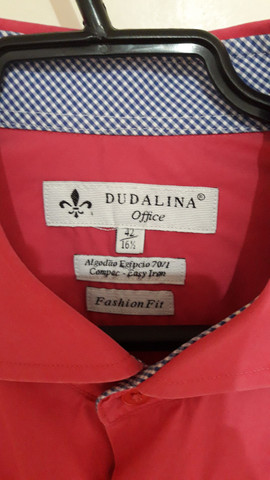 DUDALINA®
Office
42
16½
Algodão Egípcio 70/1
Compac - Easy Iron
Fashion Fit